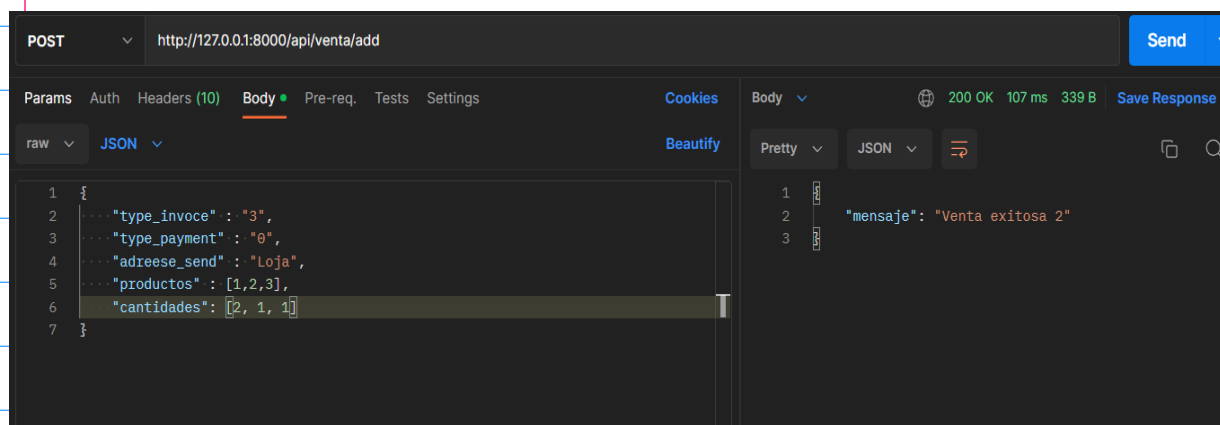 POST http://127.0.0.1:8000/api/venta/add Send
Params Auth Headers (10) Body Pre-req. Tests Settings Cookies
raw JSON Beautify
1 {
2 "type_invoce" : "3",
3 "type_payment" : "0",
4 "adreese_send" : "Loja",
5 "productos" : [1,2,3],
6 "cantidades": [2, 1, 1]
7 }
Body 200 OK 107 ms 339 B Save Response
Pretty JSON
1 {
2 "mensaje": "Venta exitosa 2"
3 }